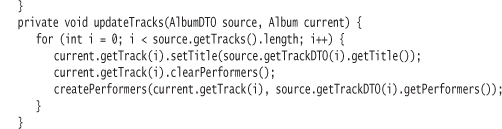 }
private void updateTracks(AlbumDTO source, Album current) {
for (int i = 0; i < source.getTracks().length; i++) {
current.getTrack(i).setTitle(source.getTrackDTO(i).getTitle());
current.getTrack(i).clearPerformers();
createPerformers(current.getTrack(i), source.getTrackDTO(i).getPerformers());
}
}